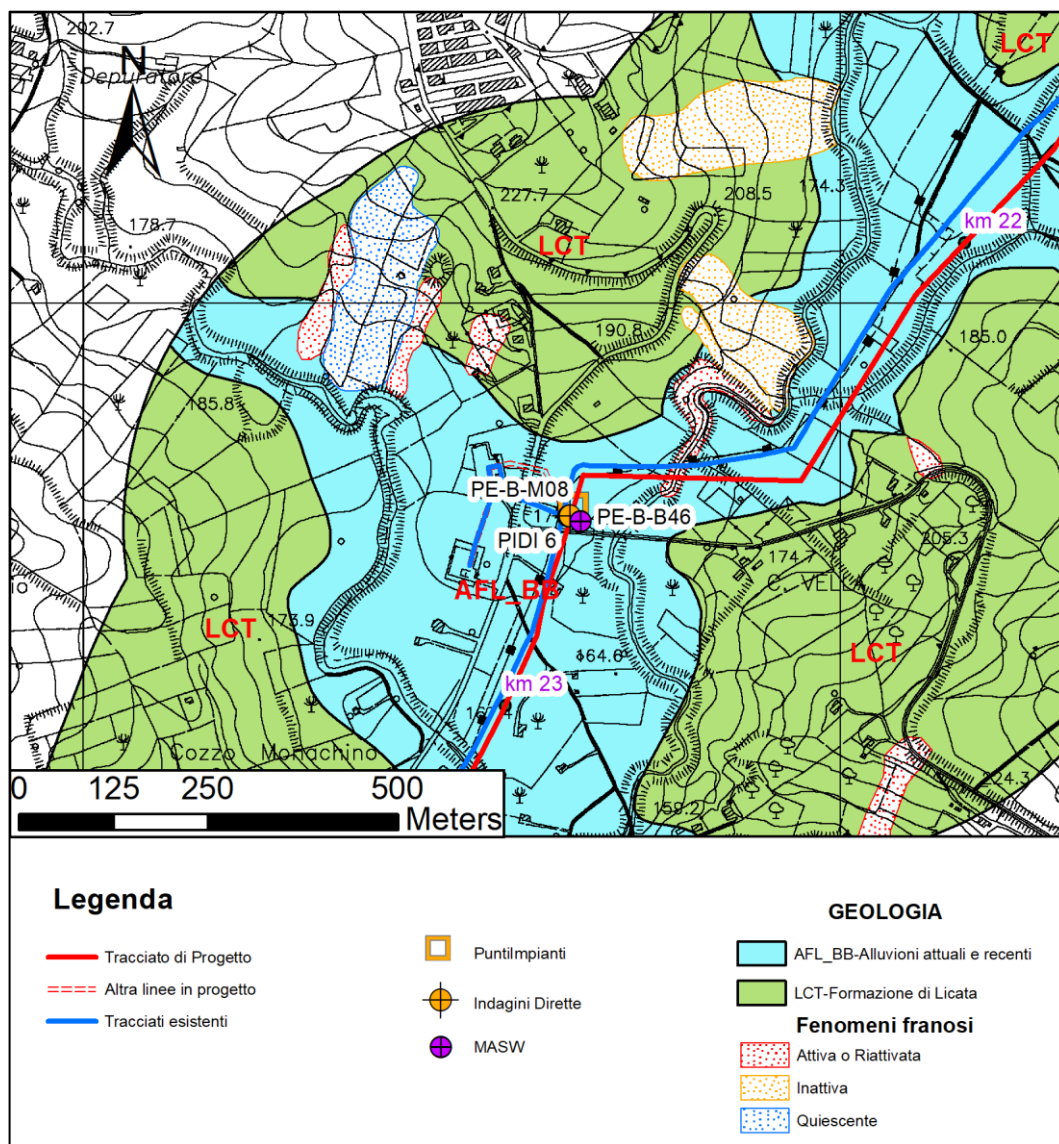 202.7
N
Depuratore
LCT
227.7
208.5
174.3
178.7
km 22
LCT
190.8
185.0
185.8
PE-B-M08
PE-B-B46
PIDI 6
205.3
174.7
AFL_BB
LCT
173.9
LCT
164.6
km 23
Cozzo Monachino
0 125 250 500
Meters
159.2
224.3
Legenda
Tracciato di Progetto
Altra linee in progetto
Tracciati esistenti
PuntiImpianti
Indagini Dirette
MASW
GEOLOGIA
AFL_BB-Alluvioni attuali e recenti
LCT-Formazione di Licata
Fenomeni franosi
Attiva o Riattivata
Inattiva
Quiescente